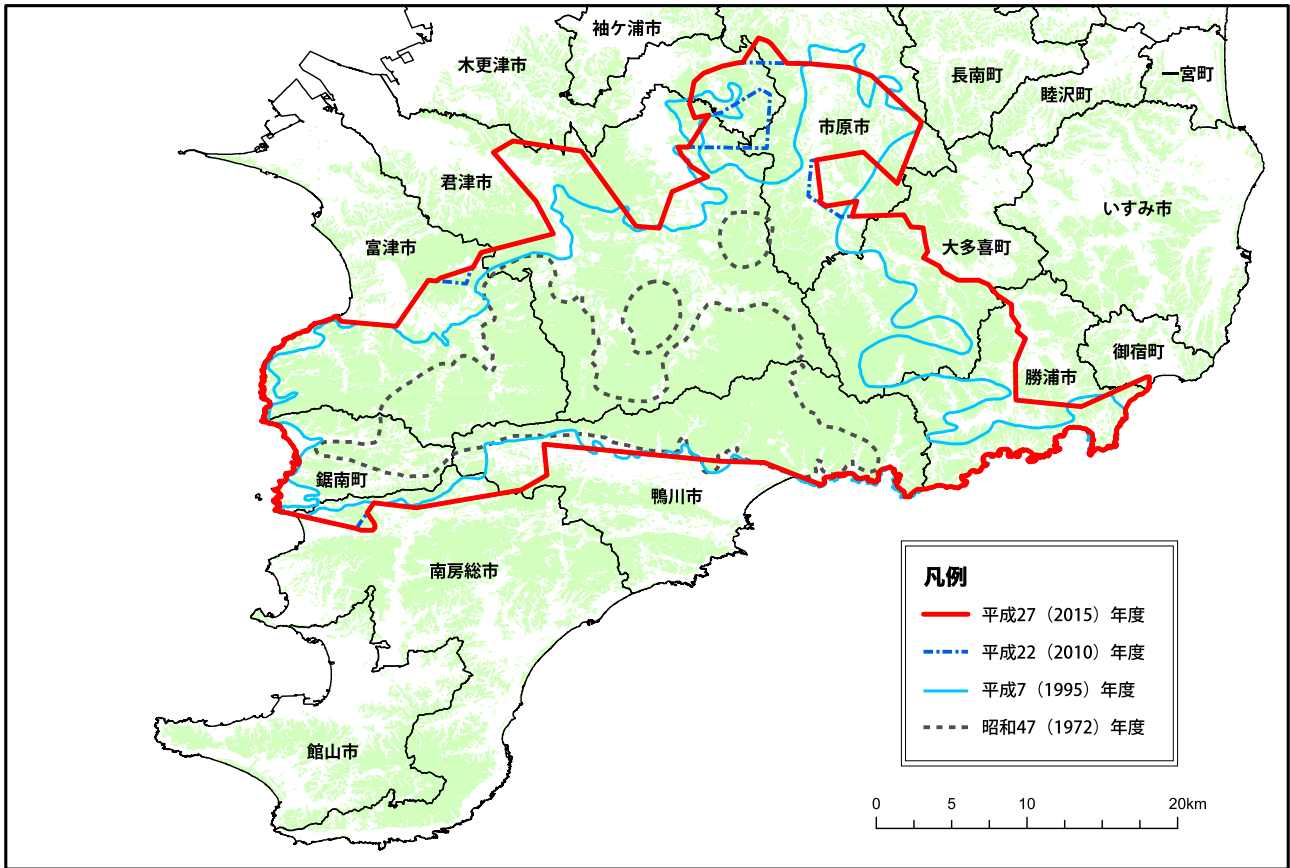 袖ケ浦市
木更津市
長南町
一宮町
睦沢町
市原市
君津市
いすみ市
富津市
大多喜町
御宿町
勝浦市
鋸南町
鴨川市
南房総市
館山市
凡例
平成27（2015）年度
平成22（2010）年度
平成7（1995）年度
昭和47（1972）年度
0 5 10 20km